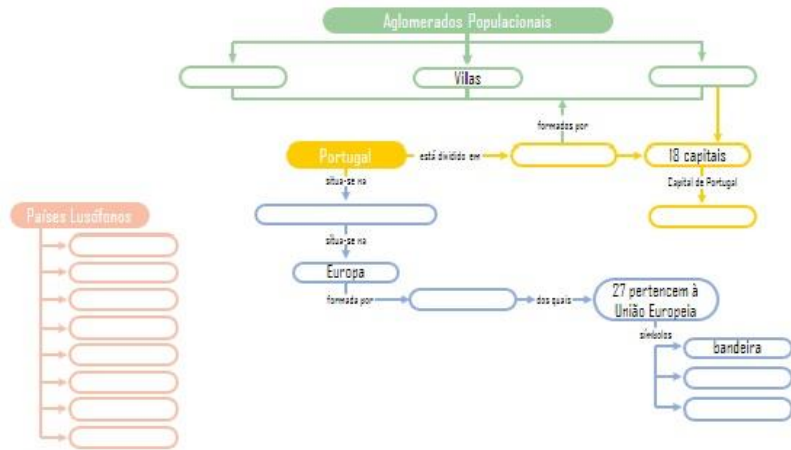 Aglomerados Populacionais
Vilas
formados por
Portugal
está dividido em
18 capitais
situa-se na
Capital de Portugal
Países Lusófonos
situa-se na
Europa
formada por
dos quais
27 pertencem à
União Europeia
símbolos
bandeira